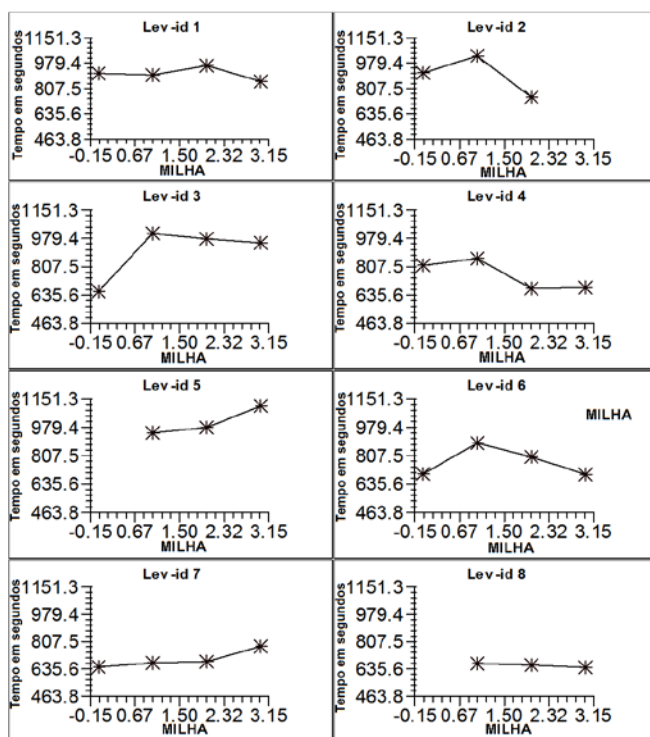 Lev-id 1
Tempo em segundos
1151.3
979.4
807.5
635.6
463.8
-0.15 0.67 1.50 2.32 3.15
MILHA
Lev-id 2
Tempo em segundos
1151.3
979.4
807.5
635.6
463.8
-0.15 0.67 1.50 2.32 3.15
MILHA
Lev-id 3
Tempo em segundos
1151.3
979.4
807.5
635.6
463.8
-0.15 0.67 1.50 2.32 3.15
MILHA
Lev-id 4
Tempo em segundos
1151.3
979.4
807.5
635.6
463.8
-0.15 0.67 1.50 2.32 3.15
MILHA
Lev-id 5
Tempo em segundos
1151.3
979.4
807.5
635.6
463.8
-0.15 0.67 1.50 2.32 3.15
MILHA
Lev-id 6
Tempo em segundos
1151.3
979.4
807.5
635.6
463.8
-0.15 0.67 1.50 2.32 3.15
MILHA
MILHA
Lev-id 7
Tempo em segundos
1151.3
979.4
807.5
635.6
463.8
-0.15 0.67 1.50 2.32 3.15
MILHA
Lev-id 8
Tempo em segundos
1151.3
979.4
807.5
635.6
463.8
-0.15 0.67 1.50 2.32 3.15
MILHA